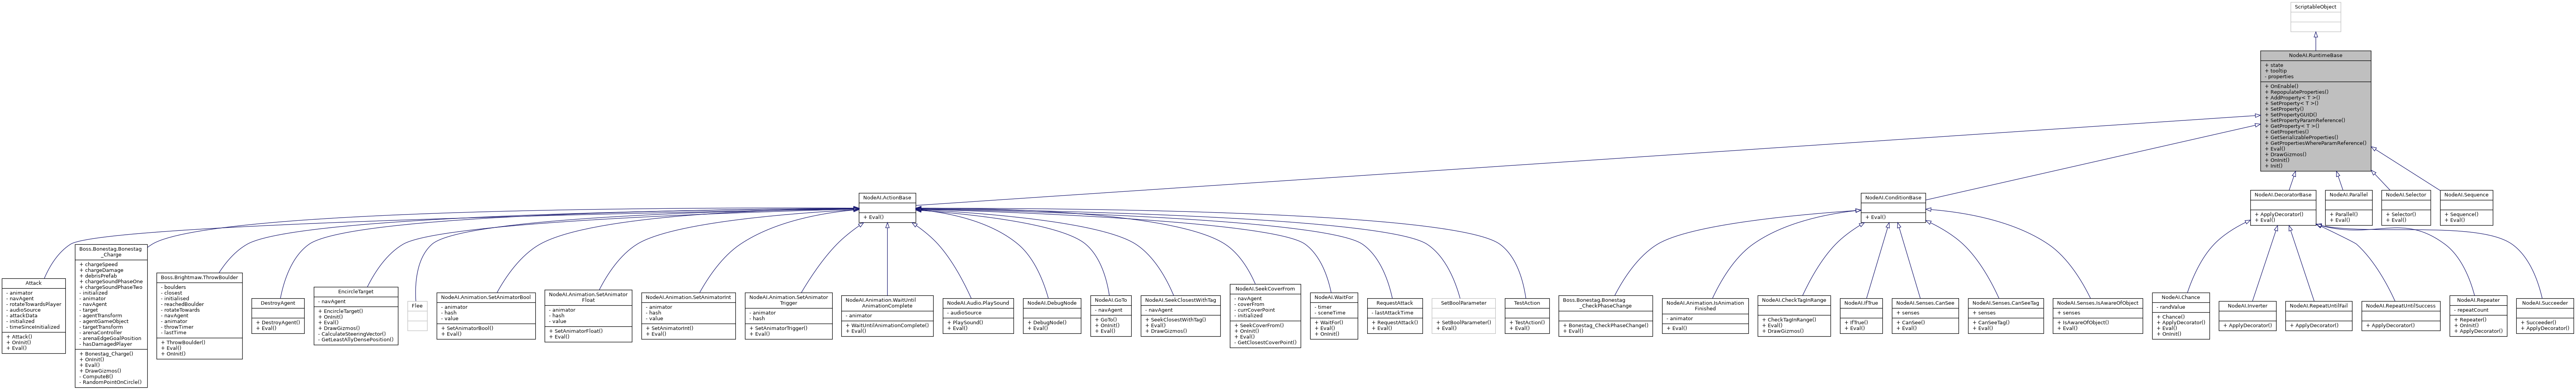 ScriptableObject
NodeAI.RuntimeBase
+ state
+ tooltip
- properties
+ OnEnable()
+ RepopulateProperties()
+ AddProperty< T >()
+ SetProperty< T >()
+ SetProperty()
+ SetPropertyGUID()
+ SetPropertyParamReference()
+ GetProperty< T >()
+ GetProperties()
+ GetSerializableProperties()
+ GetPropertiesWhereParamReference()
+ Eval()
+ DrawGizmos()
+ OnInit()
+ Init()
NodeAI.ActionBase
+ Eval()
NodeAI.ConditionBase
+ Eval()
NodeAI.DecoratorBase
+ ApplyDecorator()
+ Eval()
NodeAI.Parallel
+ Parallel()
+ Eval()
NodeAI.Selector
+ Selector()
+ Eval()
NodeAI.Sequence
+ Sequence()
+ Eval()
Attack
- animator
- navAgent
- rotateTowardsPlayer
- audioSource
- attackData
- initialized
- timeSinceInitialized
+ Attack()
+ OnInit()
+ Eval()
Boss.Bonestag.Bonestag
_Charge
+ chargeSpeed
+ chargeDamage
+ debrisPrefab
+ chargeSoundPhaseOne
+ chargeSoundPhaseTwo
- initialized
- animator
- navAgent
- target
- agentTransform
- agentGameObject
- targetTransform
- arenaController
- arenaEdgeGoalPosition
- hasDamagedPlayer
+ Bonestag_Charge()
+ OnInit()
+ Eval()
+ DrawGizmos()
- ComputeB()
- RandomPointOnCircle()
Boss.Brightmaw.ThrowBoulder
- boulders
- closest
- initialised
- reachedBoulder
- rotateTowards
- navAgent
- animator
- throwTimer
- lastTime
+ ThrowBoulder()
+ Eval()
+ OnInit()
DestroyAgent
+ DestroyAgent()
+ Eval()
EncircleTarget
- navAgent
+ EncircleTarget()
+ OnInit()
+ Eval()
+ DrawGizmos()
- CalculateSteeringVector()
- GetLeastAllyDensePosition()
Flee
NodeAI.Animation.SetAnimatorBool
- animator
- hash
- value
+ SetAnimatorBool()
+ Eval()
NodeAI.Animation.SetAnimator
Float
- animator
- hash
- value
+ SetAnimatorFloat()
+ Eval()
NodeAI.Animation.SetAnimatorInt
- animator
- hash
- value
+ SetAnimatorInt()
+ Eval()
NodeAI.Animation.SetAnimator
Trigger
- animator
- hash
+ SetAnimatorTrigger()
+ Eval()
NodeAI.Animation.WaitUntil
AnimationComplete
- animator
+ WaitUntilAnimationComplete()
+ Eval()
NodeAI.Audio.PlaySound
- audioSource
+ PlaySound()
+ Eval()
NodeAI.DebugNode
+ DebugNode()
+ Eval()
NodeAI.GoTo
- navAgent
+ GoTo()
+ OnInit()
+ Eval()
NodeAI.SeekClosestWithTag
- navAgent
+ SeekClosestWithTag()
+ Eval()
+ DrawGizmos()
NodeAI.SeekCoverFrom
- navAgent
- coverFrom
- currCoverPoint
- initialized
+ SeekCoverFrom()
+ OnInit()
+ Eval()
- GetClosestCoverPoint()
NodeAI.WaitFor
- timer
- sceneTime
+ WaitFor()
+ Eval()
+ OnInit()
RequestAttack
- lastAttackTime
+ RequestAttack()
+ Eval()
SetBoolParameter
+ SetBoolParameter()
+ Eval()
TestAction
+ TestAction()
+ Eval()
Boss.Bonestag.Bonestag
_CheckPhaseChange
+ Bonestag_CheckPhaseChange()
+ Eval()
NodeAI.Animation.IsAnimation
Finished
- animator
+ Eval()
NodeAI.CheckTagInRange
+ CheckTagInRange()
+ Eval()
+ DrawGizmos()
NodeAI.IfTrue
+ IfTrue()
+ Eval()
NodeAI.Senses.CanSee
+ senses
+ CanSee()
+ Eval()
NodeAI.Senses.CanSeeTag
+ senses
+ CanSeeTag()
+ Eval()
NodeAI.Senses.IsAwareOfObject
+ senses
+ IsAwareOfObject()
+ Eval()
NodeAI.Chance
- randValue
+ Chance()
+ ApplyDecorator()
+ Eval()
+ OnInit()
NodeAI.Inverter
+ ApplyDecorator()
NodeAI.RepeatUntilFail
+ ApplyDecorator()
NodeAI.RepeatUntilSuccess
+ ApplyDecorator()
NodeAI.Repeater
- repeatCount
+ Repeater()
+ OnInit()
+ ApplyDecorator()
NodeAI.Succeeder
+ Succeeder()
+ ApplyDecorator()